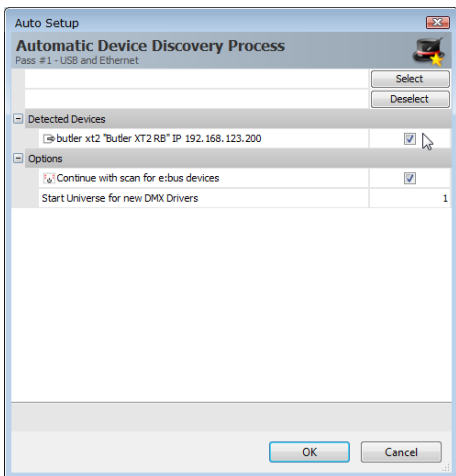 Auto Setup
Automatic Device Discovery Process
Pass #1 - USB and Ethernet
Select
Deselect
Detected Devices
butler xt2 "Butler XT2 RB" IP 192.168.123.200
Options
Continue with scan for e:bus devices
Start Universe for new DMX Drivers 1
OK Cancel